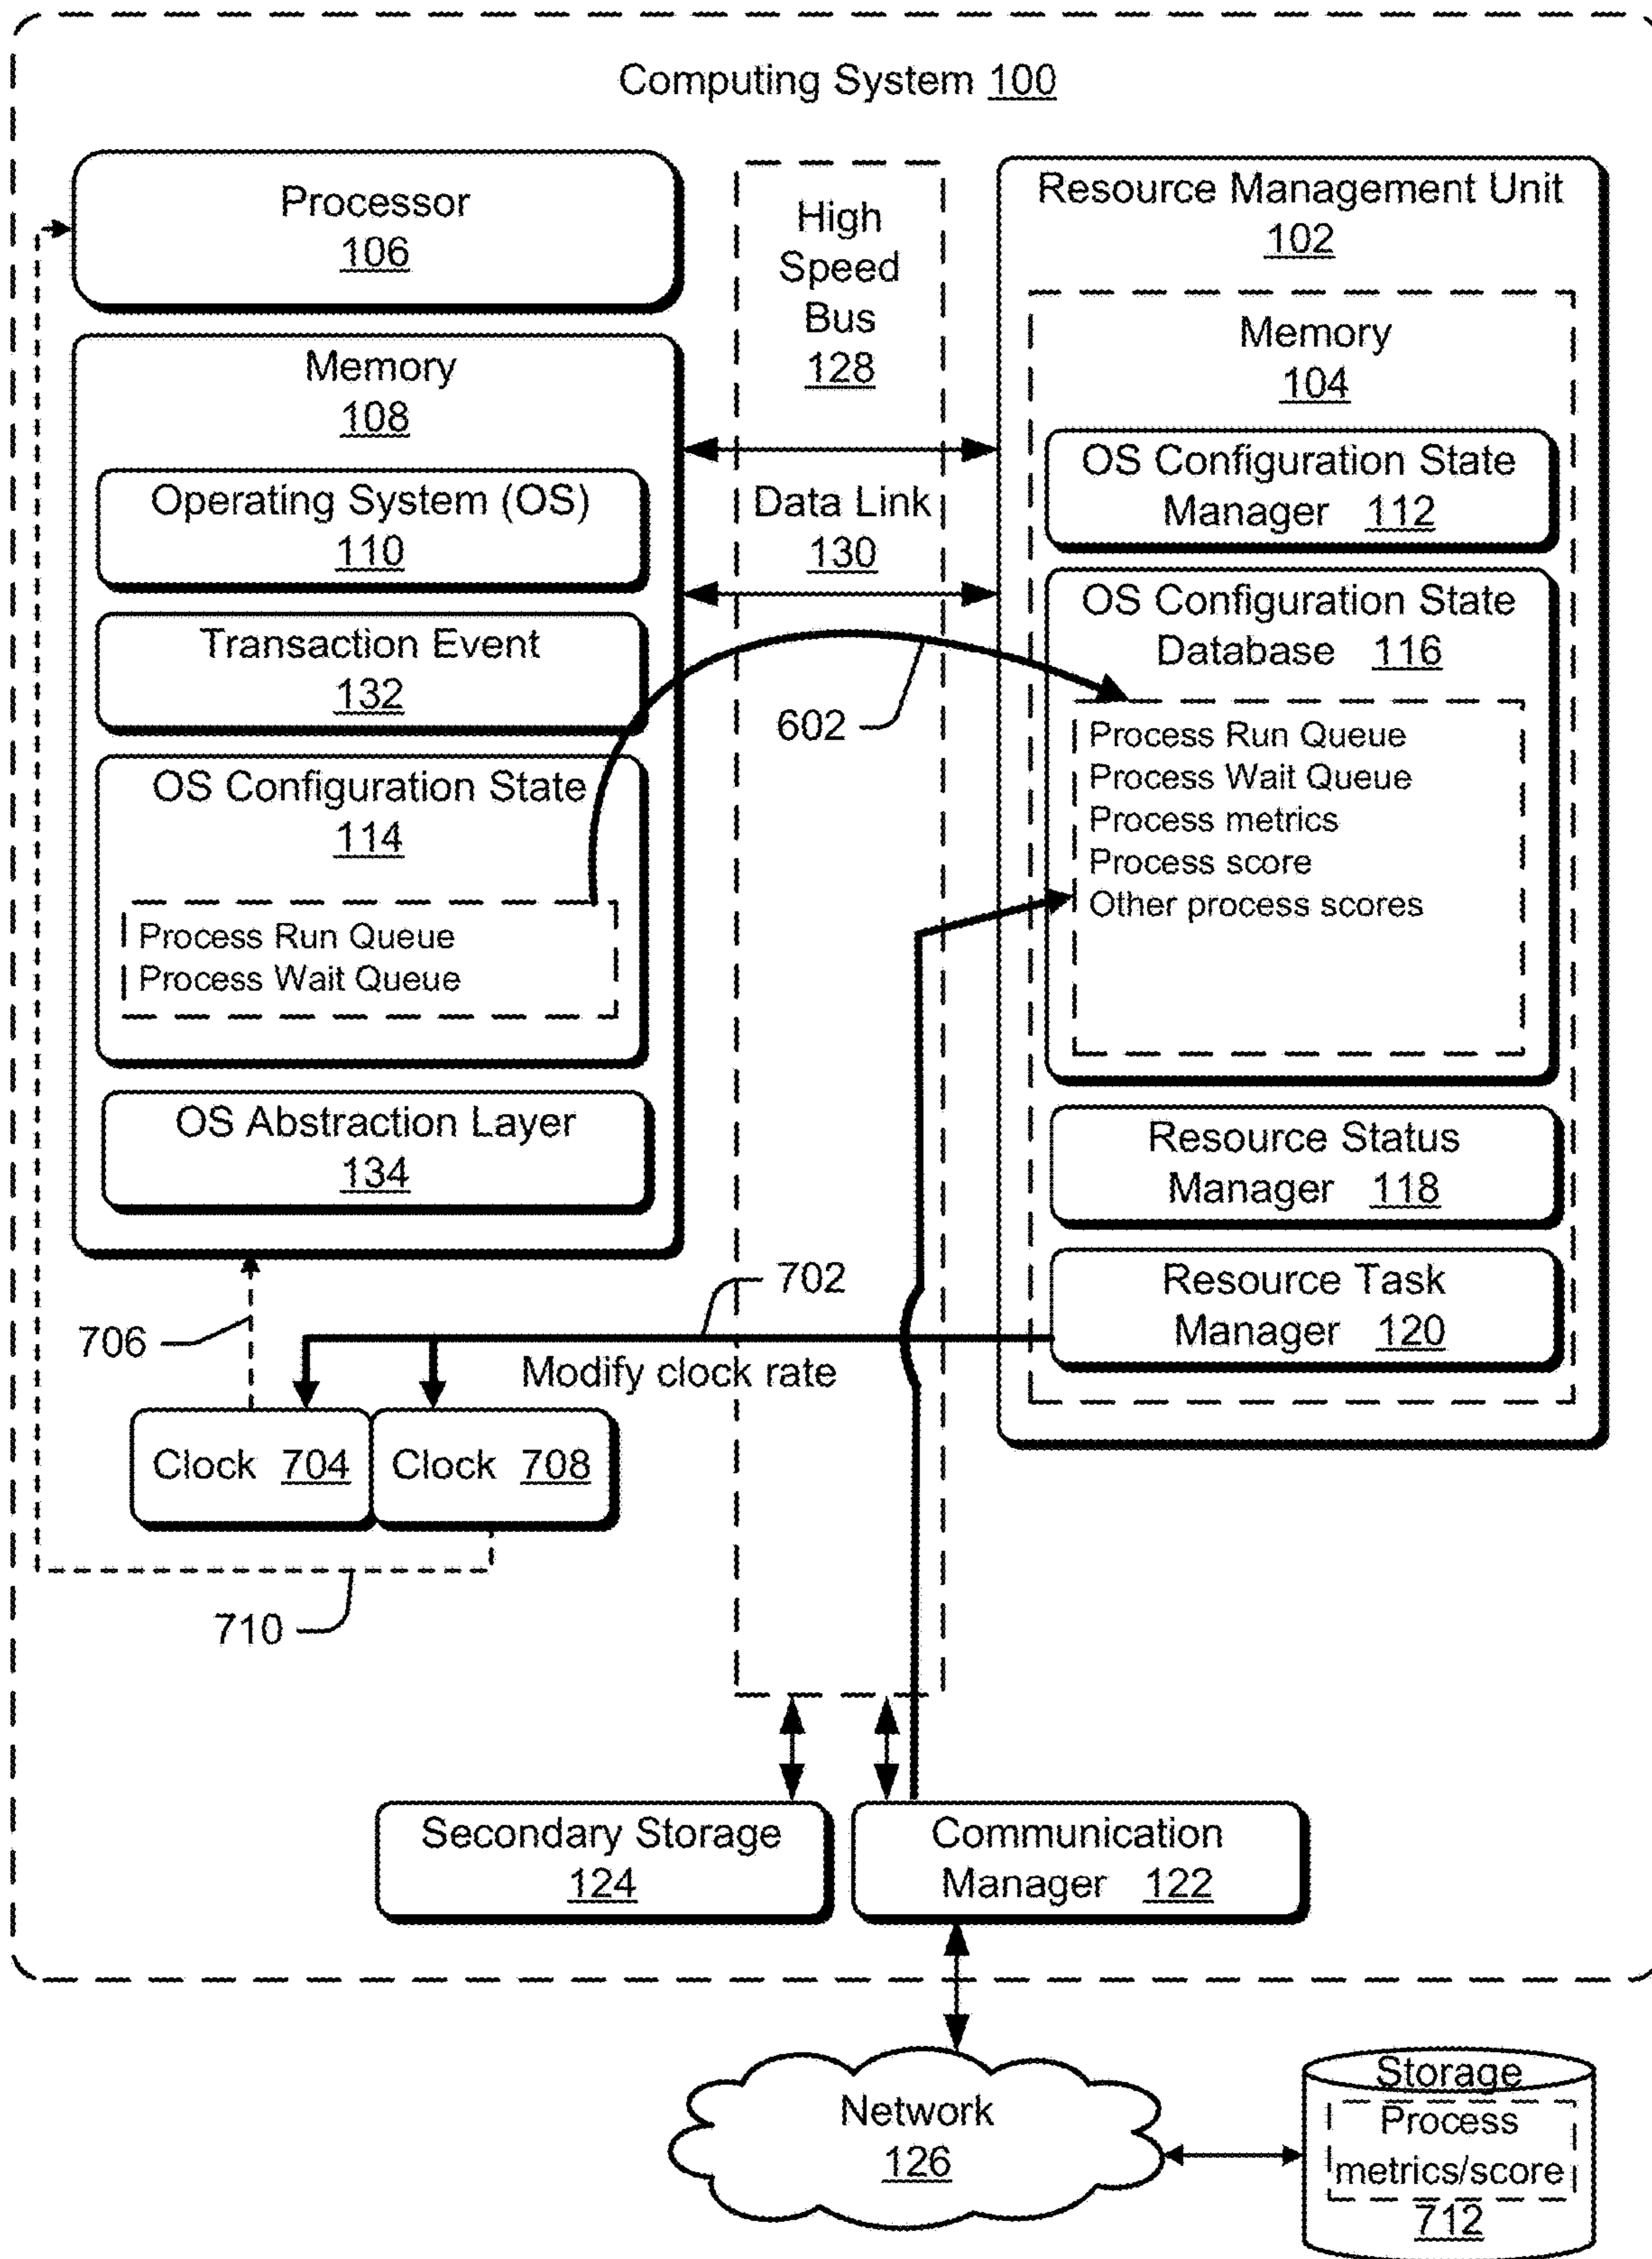 Computing System 100
Processor
106
Memory
108
Operating System (OS)
110
Transaction Event
132
OS Configuration State
114
Process Run Queue
Process Wait Queue
OS Abstraction Layer
134
High
Speed
Bus
128
Data Link
130
602
Resource Management Unit
102
Memory
104
OS Configuration State
Manager 112
OS Configuration State
Database 116
Process Run Queue
Process Wait Queue
Process metrics
Process score
Other process scores
Resource Status
Manager 118
Resource Task
Manager 120
702
706
Modify clock rate
Clock 704
Clock 708
710
Secondary Storage
124
Communication
Manager 122
Network
126
Storage
Process
metrics/score
712